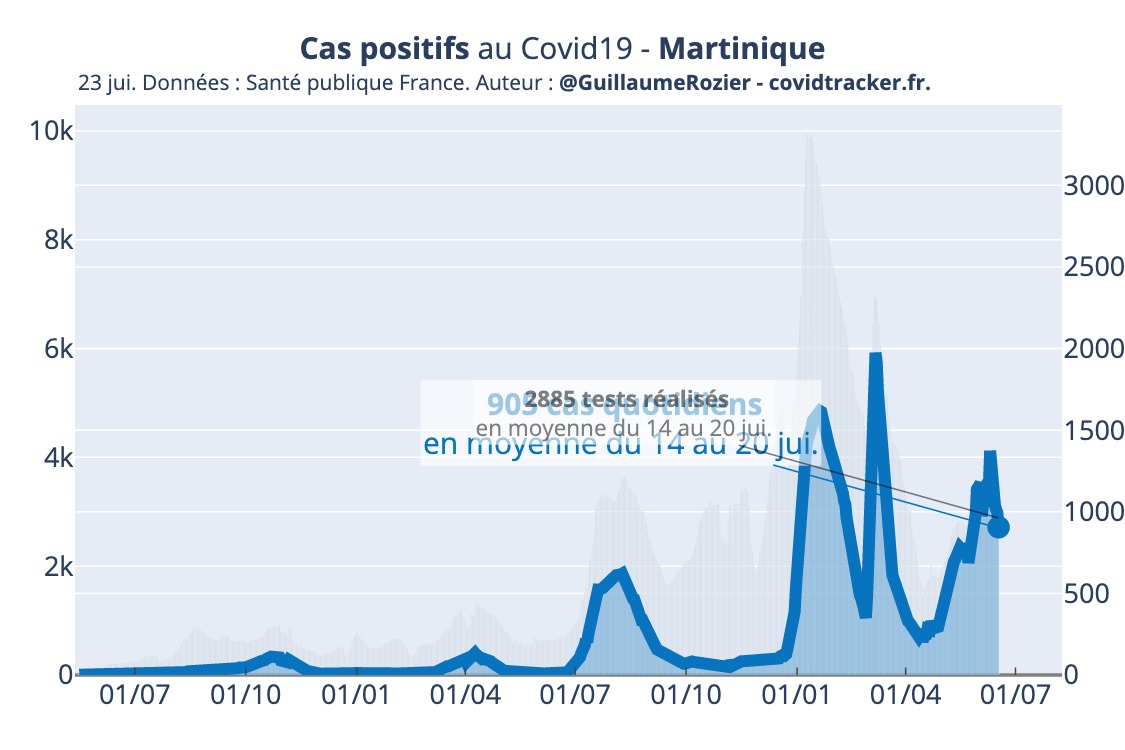 Cas positifs au Covid19 - Martinique
23 jui. Données : Santé publique France. Auteur : @GuillaumeRozier - covidtracker.fr.
10k
8k
6k
4k
2k
0
3000
2500
2000
1500
1000
500
0
905 cas quotidiens
en moyenne du 14 au 20 jui.
2885 tests réalisés
en moyenne du 14 au 20 jui.
01/07
01/10
01/01
01/04
01/07
01/10
01/01
01/04
01/07